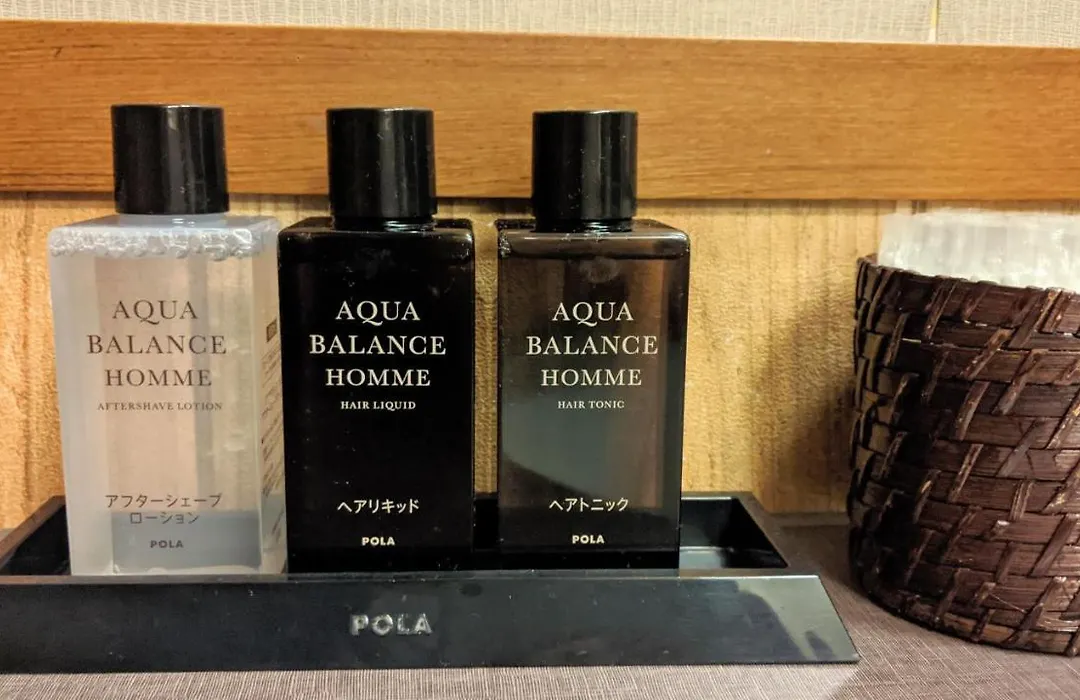 AQUA
BALANCE
HOMME
AFTERSHAVE LOTION
アフターシェーブ
ローション
POLA
AQUA
BALANCE
HOMME
HAIR LIQUID
ヘアリキッド
POLA
AQUA
BALANCE
HOMME
HAIR TONIC
ヘアトニック
POLA
POLA